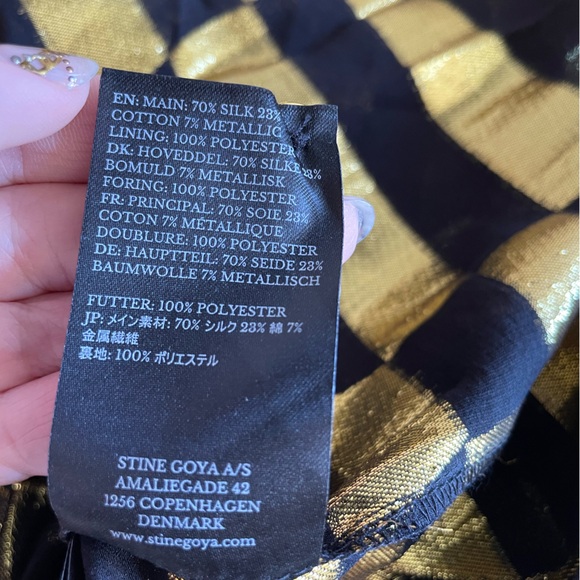 EN: MAIN: 70% SILK 23%
COTTON 7% METALLIC
LINING: 100% POLYESTER
DK: HOVEDDEL: 70% SILKE 23%
BOMULD 7% METALLISK
FORING: 100% POLYESTER
FR: PRINCIPAL: 70% SOIE 23%
COTON 7% MÉTALLIQUE
DOUBLURE: 100% POLYESTER
DE: HAUPTTEIL: 70% SEIDE 23%
BAUMWOLLE 7% METALLISCH
FUTTER: 100% POLYESTER
JP: メイン素材: 70% シルク 23% 綿 7%
金属繊維
裏地: 100% ポリエステル
STINE GOYA A/S
AMALIEGADE 42
1256 COPENHAGEN
DENMARK
www.stinegoya.com